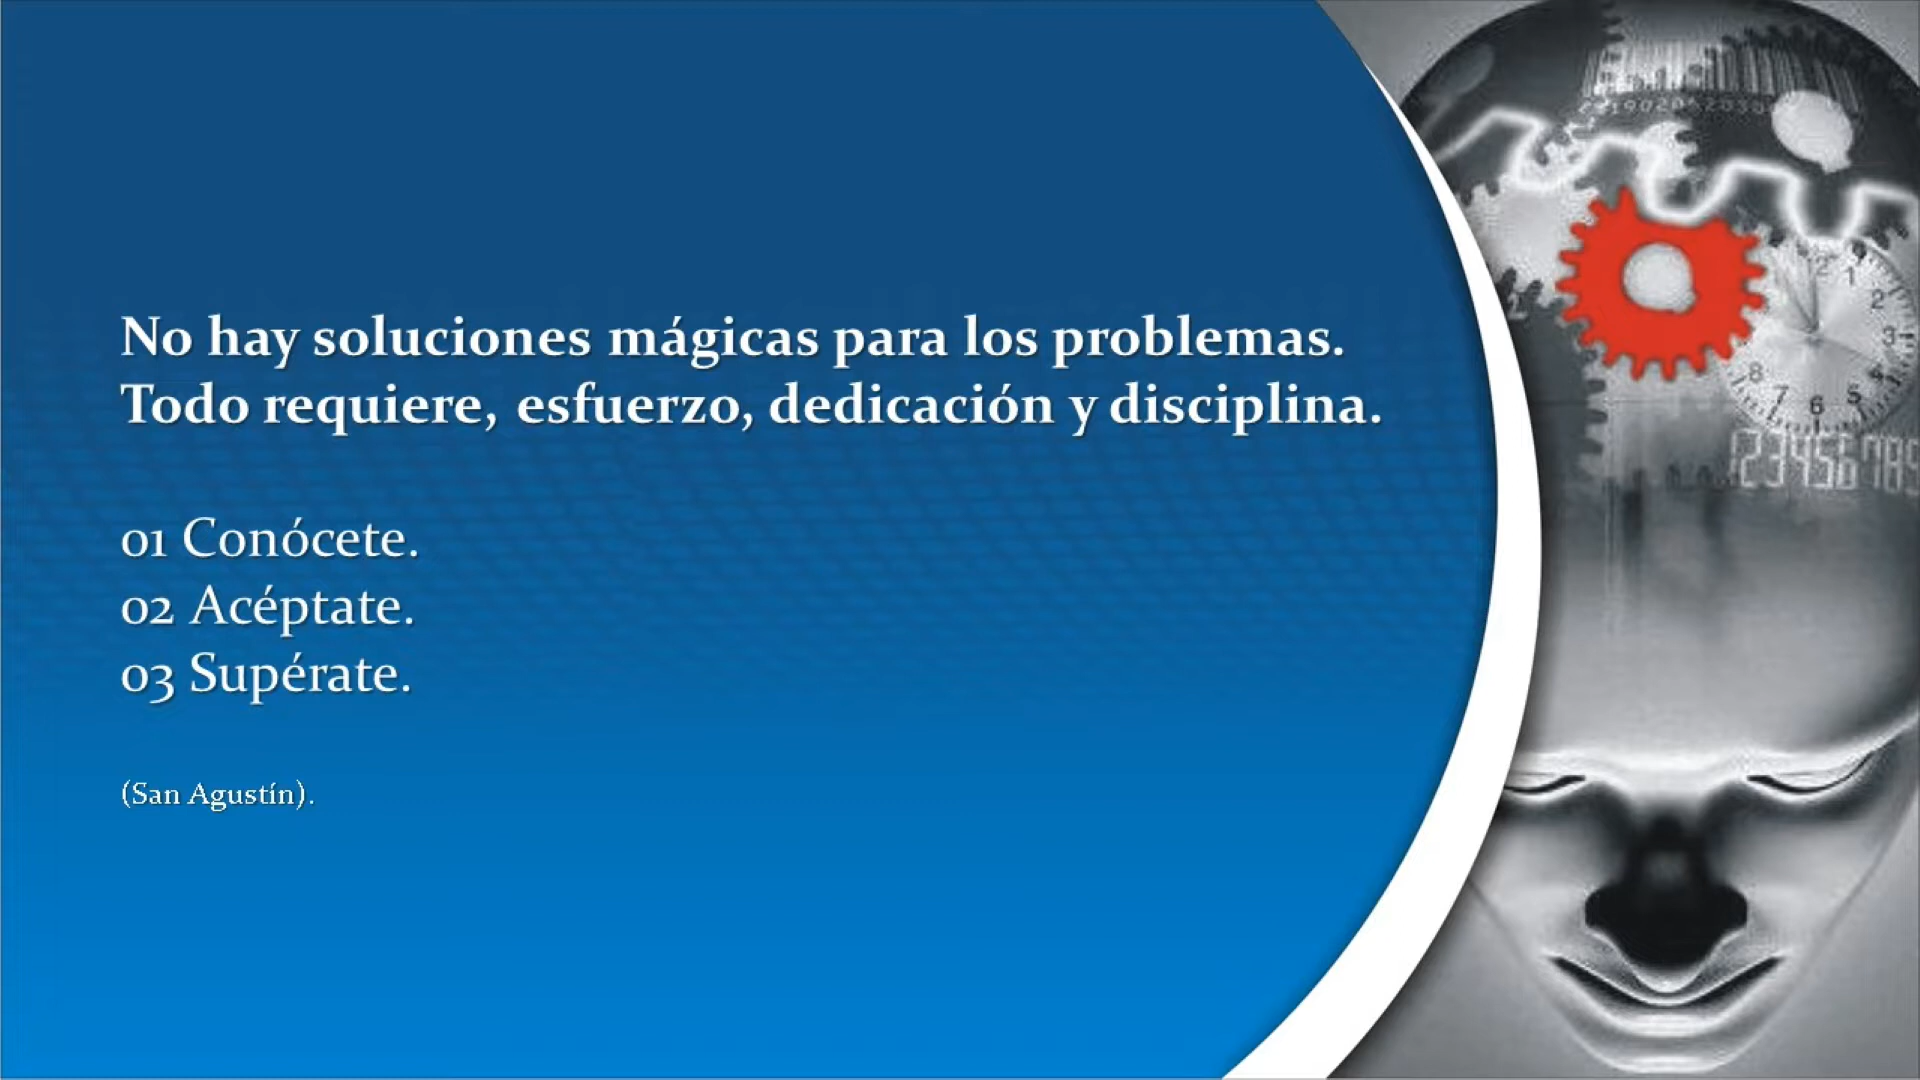 No hay soluciones mágicas para los problemas.
Todo requiere, esfuerzo, dedicación y disciplina.
01 Conócete.
02 Acéptate.
03 Supérate.
(San Agustín).